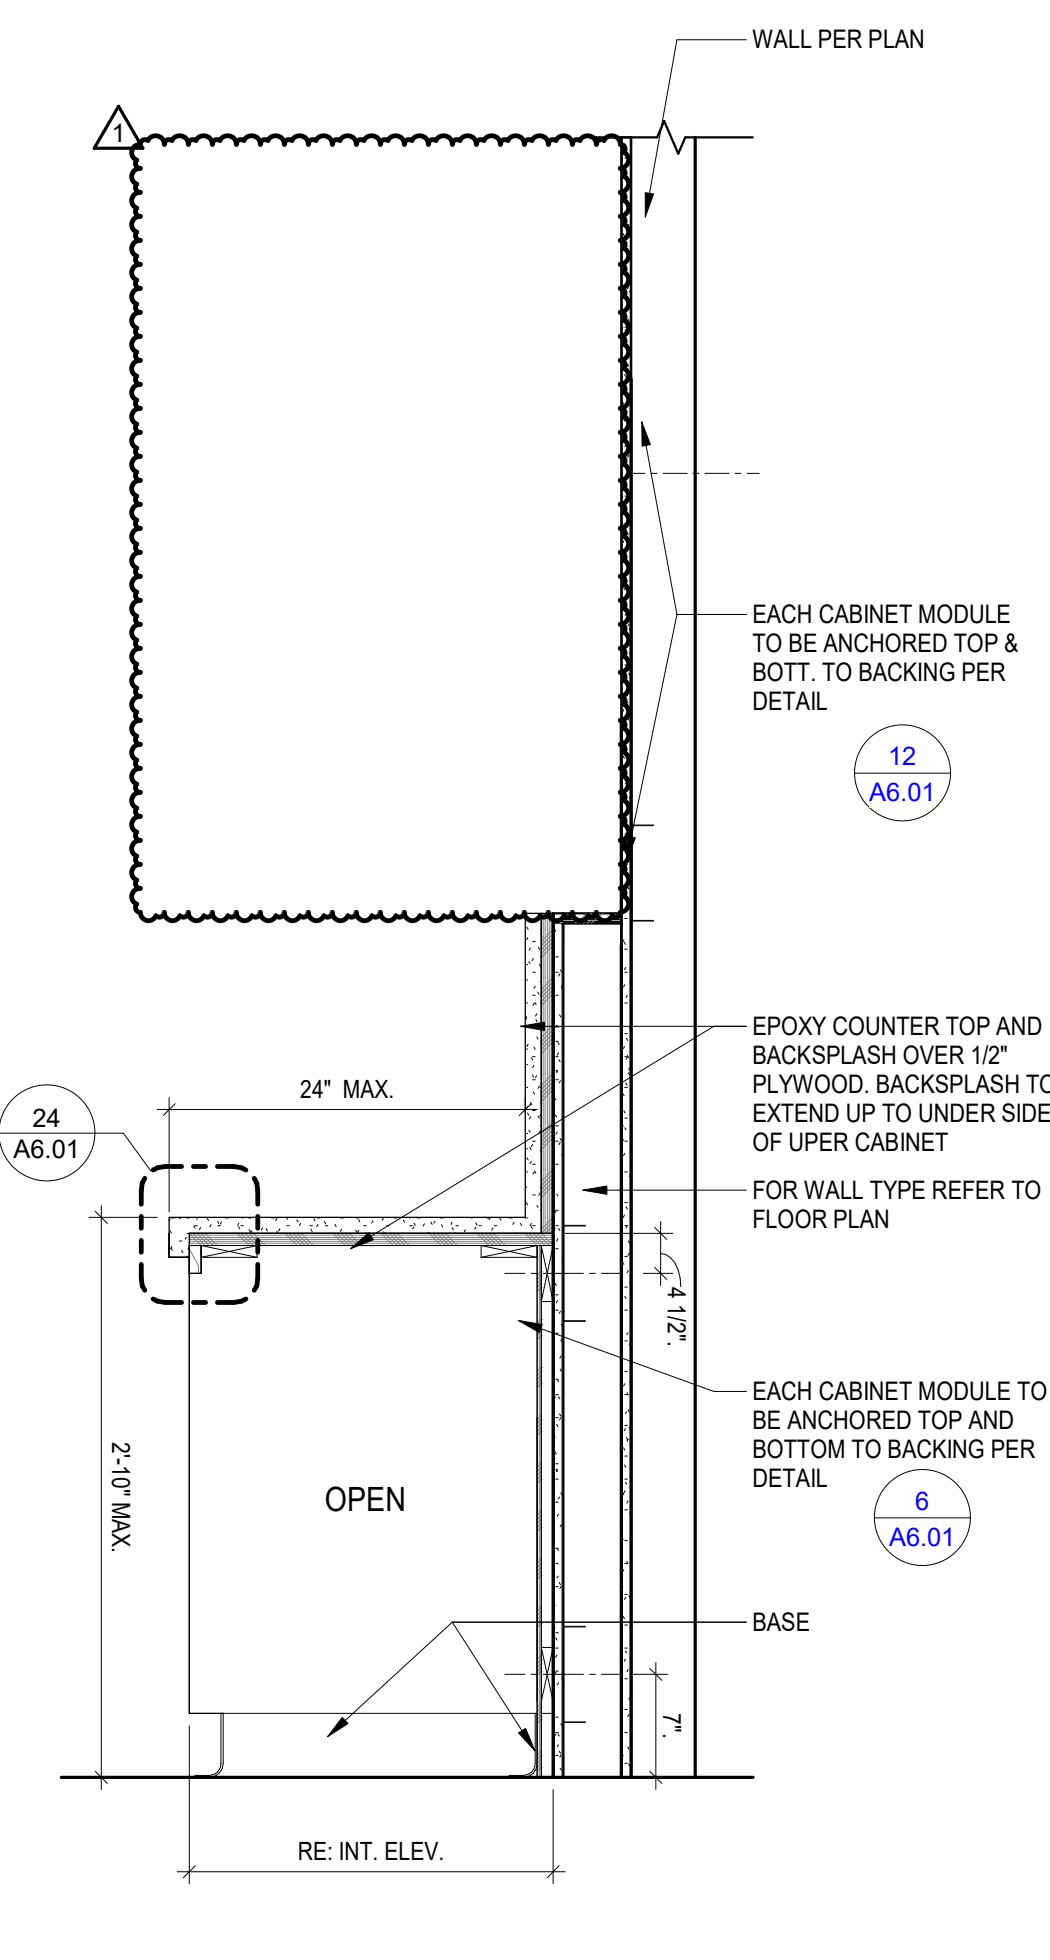 WALL PER PLAN
1
EACH CABINET MODULE
TO BE ANCHORED TOP &
BOTT. TO BACKING PER
DETAIL
12
A6.01
EPOXY COUNTER TOP AND
BACKSPLASH OVER 1/2"
PLYWOOD. BACKSPLASH TO
EXTEND UP TO UNDER SIDE
OF UPER CABINET
24" MAX.
24
A6.01
FOR WALL TYPE REFER TO
FLOOR PLAN
4 1/2".
EACH CABINET MODULE TO
BE ANCHORED TOP AND
BOTTOM TO BACKING PER
DETAIL
6
A6.01
2'-10" MAX.
OPEN
BASE
7".
RE: INT. ELEV.